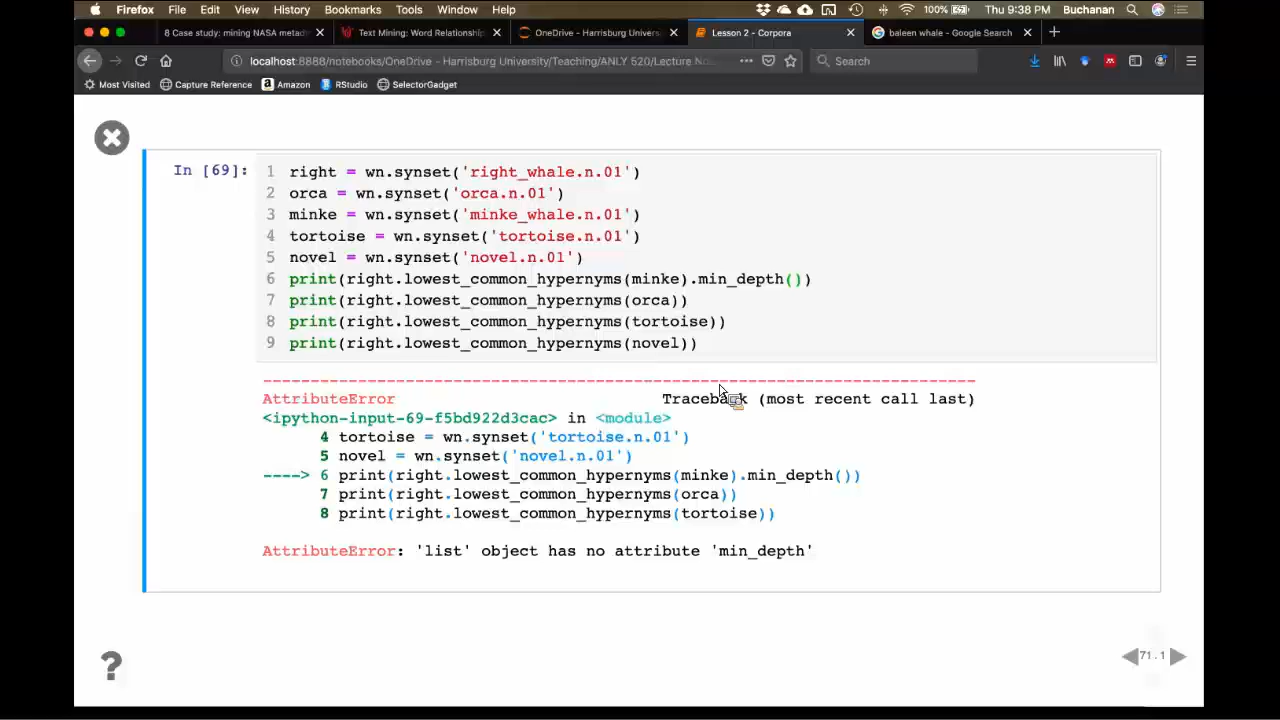 Firefox File Edit View History Bookmarks Tools Window Help 100% Thu 9:38 PM Buchanan
8 Case study: mining NASA metad Text Mining: Word Relationship OneDrive - Harrisburg Univers Lesson 2 - Corpora baleen whale - Google Search
localhost:8888/notebooks/OneDrive - Harrisburg University/Teaching/ANLY 520/Lecture No Search
Most Visited Capture Reference Amazon RStudio SelectorGadget
In [69]:
1 right = wn.synset('right_whale.n.01')
2 orca = wn.synset('orca.n.01')
3 minke = wn.synset('minke_whale.n.01')
4 tortoise = wn.synset('tortoise.n.01')
5 novel = wn.synset('novel.n.01')
6 print(right.lowest_common_hypernyms(minke).min_depth())
7 print(right.lowest_common_hypernyms(orca))
8 print(right.lowest_common_hypernyms(tortoise))
9 print(right.lowest_common_hypernyms(novel))
---------------------------------------------------------------------------
AttributeError Traceback (most recent call last)
<ipython-input-69-f5bd922d3cac> in <module>
4 tortoise = wn.synset('tortoise.n.01')
5 novel = wn.synset('novel.n.01')
----> 6 print(right.lowest_common_hypernyms(minke).min_depth())
7 print(right.lowest_common_hypernyms(orca))
8 print(right.lowest_common_hypernyms(tortoise))
AttributeError: 'list' object has no attribute 'min_depth'
?
71.1